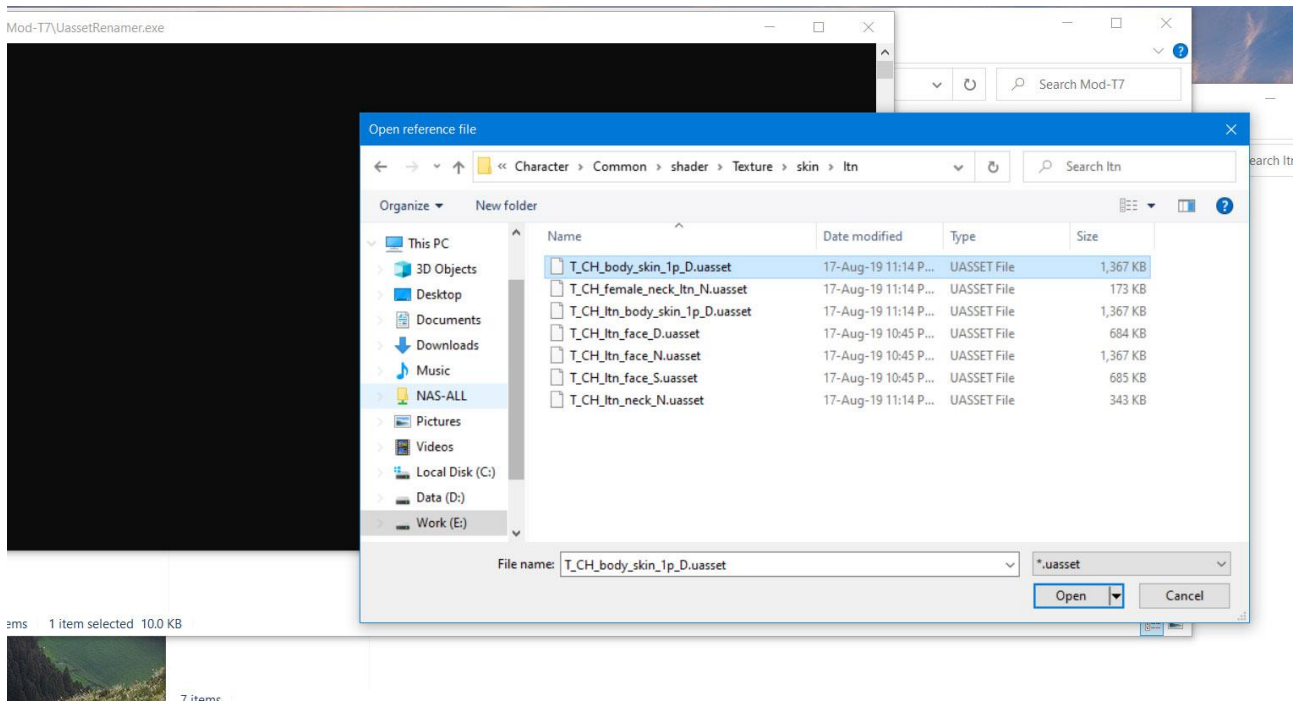 Mod-T7\UassetRenamer.exe
Search Mod-T7
Open reference file
« Character › Common › shader › Texture › skin › ltn
Search ltn
earch ltn
Organize
New folder
This PC
3D Objects
Desktop
Documents
Downloads
Music
NAS-ALL
Pictures
Videos
Local Disk (C:)
Data (D:)
Work (E:)
Name Date modified Type Size
T_CH_body_skin_1p_D.uasset 17-Aug-19 11:14 P... UASSET File 1,367 KB
T_CH_female_neck_ltn_N.uasset 17-Aug-19 11:14 P... UASSET File 173 KB
T_CH_ltn_body_skin_1p_D.uasset 17-Aug-19 11:14 P... UASSET File 1,367 KB
T_CH_ltn_face_D.uasset 17-Aug-19 10:45 P... UASSET File 684 KB
T_CH_ltn_face_N.uasset 17-Aug-19 10:45 P... UASSET File 1,367 KB
T_CH_ltn_face_S.uasset 17-Aug-19 10:45 P... UASSET File 685 KB
T_CH_ltn_neck_N.uasset 17-Aug-19 11:14 P... UASSET File 343 KB
File name: T_CH_body_skin_1p_D.uasset
*.uasset
Open
Cancel
ems 1 item selected 10.0 KB
7 items